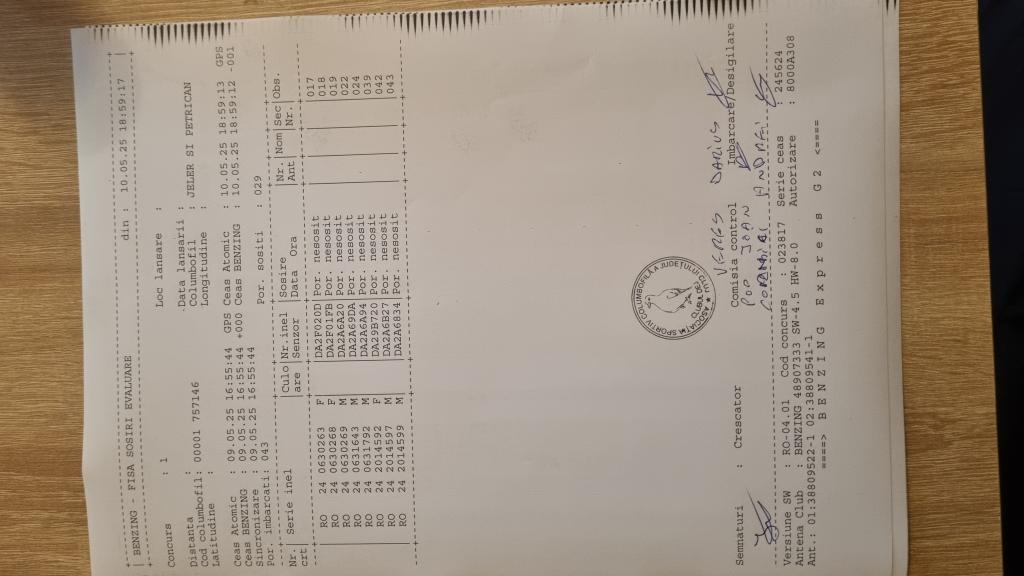 BENZING - FISA SOSIRI EVALUARE din : 10.05.25 18:59:17
Concurs : 1 Loc lansare :
Distanta : Data lansarii :
Cod columbofil: 00001 757146 Columbofil : JELER SI PETRICAN
Latitudine : Longitudine :
Ceas Atomic : 09.05.25 16:55:44 GPS Ceas Atomic : 10.05.25 18:59:13 GPS
Ceas BENZING : 09.05.25 16:55:44 +000 Ceas BENZING : 10.05.25 18:59:12 -001
Sincronizare : 09.05.25 16:55:44
Por. imbarcati: 043 Por. sositi : 029
Nr. Serie inel Culo Nr.inel Sosire Nr. Nom Sec Obs.
crt are Senzor Data Ora Ant Nr.
RO 24 0630263 F DA2F020D Por. nesosit 017
RO 24 0630268 F DA2F01FB Por. nesosit 018
RO 24 0630269 M DA2A6A20 Por. nesosit 019
RO 24 0631643 M DA2A69DA Por. nesosit 022
RO 24 0631792 M DA2A6A94 Por. nesosit 024
RO 24 2014592 F DA29B720 Por. nesosit 039
RO 24 2014597 M DA2A6B27 Por. nesosit 042
RO 24 2014599 M DA2A6834 Por. nesosit 043
Semnaturi : Crescator Comisia control Imbarcare/Desigilare
VERES DARIUS
POP IOAN
ANDREI
Versiune SW : RO-04.01 Cod concurs : 023817 Serie ceas : 245624
Antena Club : BENZING 48907333 SW-4.5 HW-8.0 Autorizare : 8000A308
Ant.: 01:38809522-1 02:38809541-1
====> B E N Z I N G E x p r e s s G 2 <====